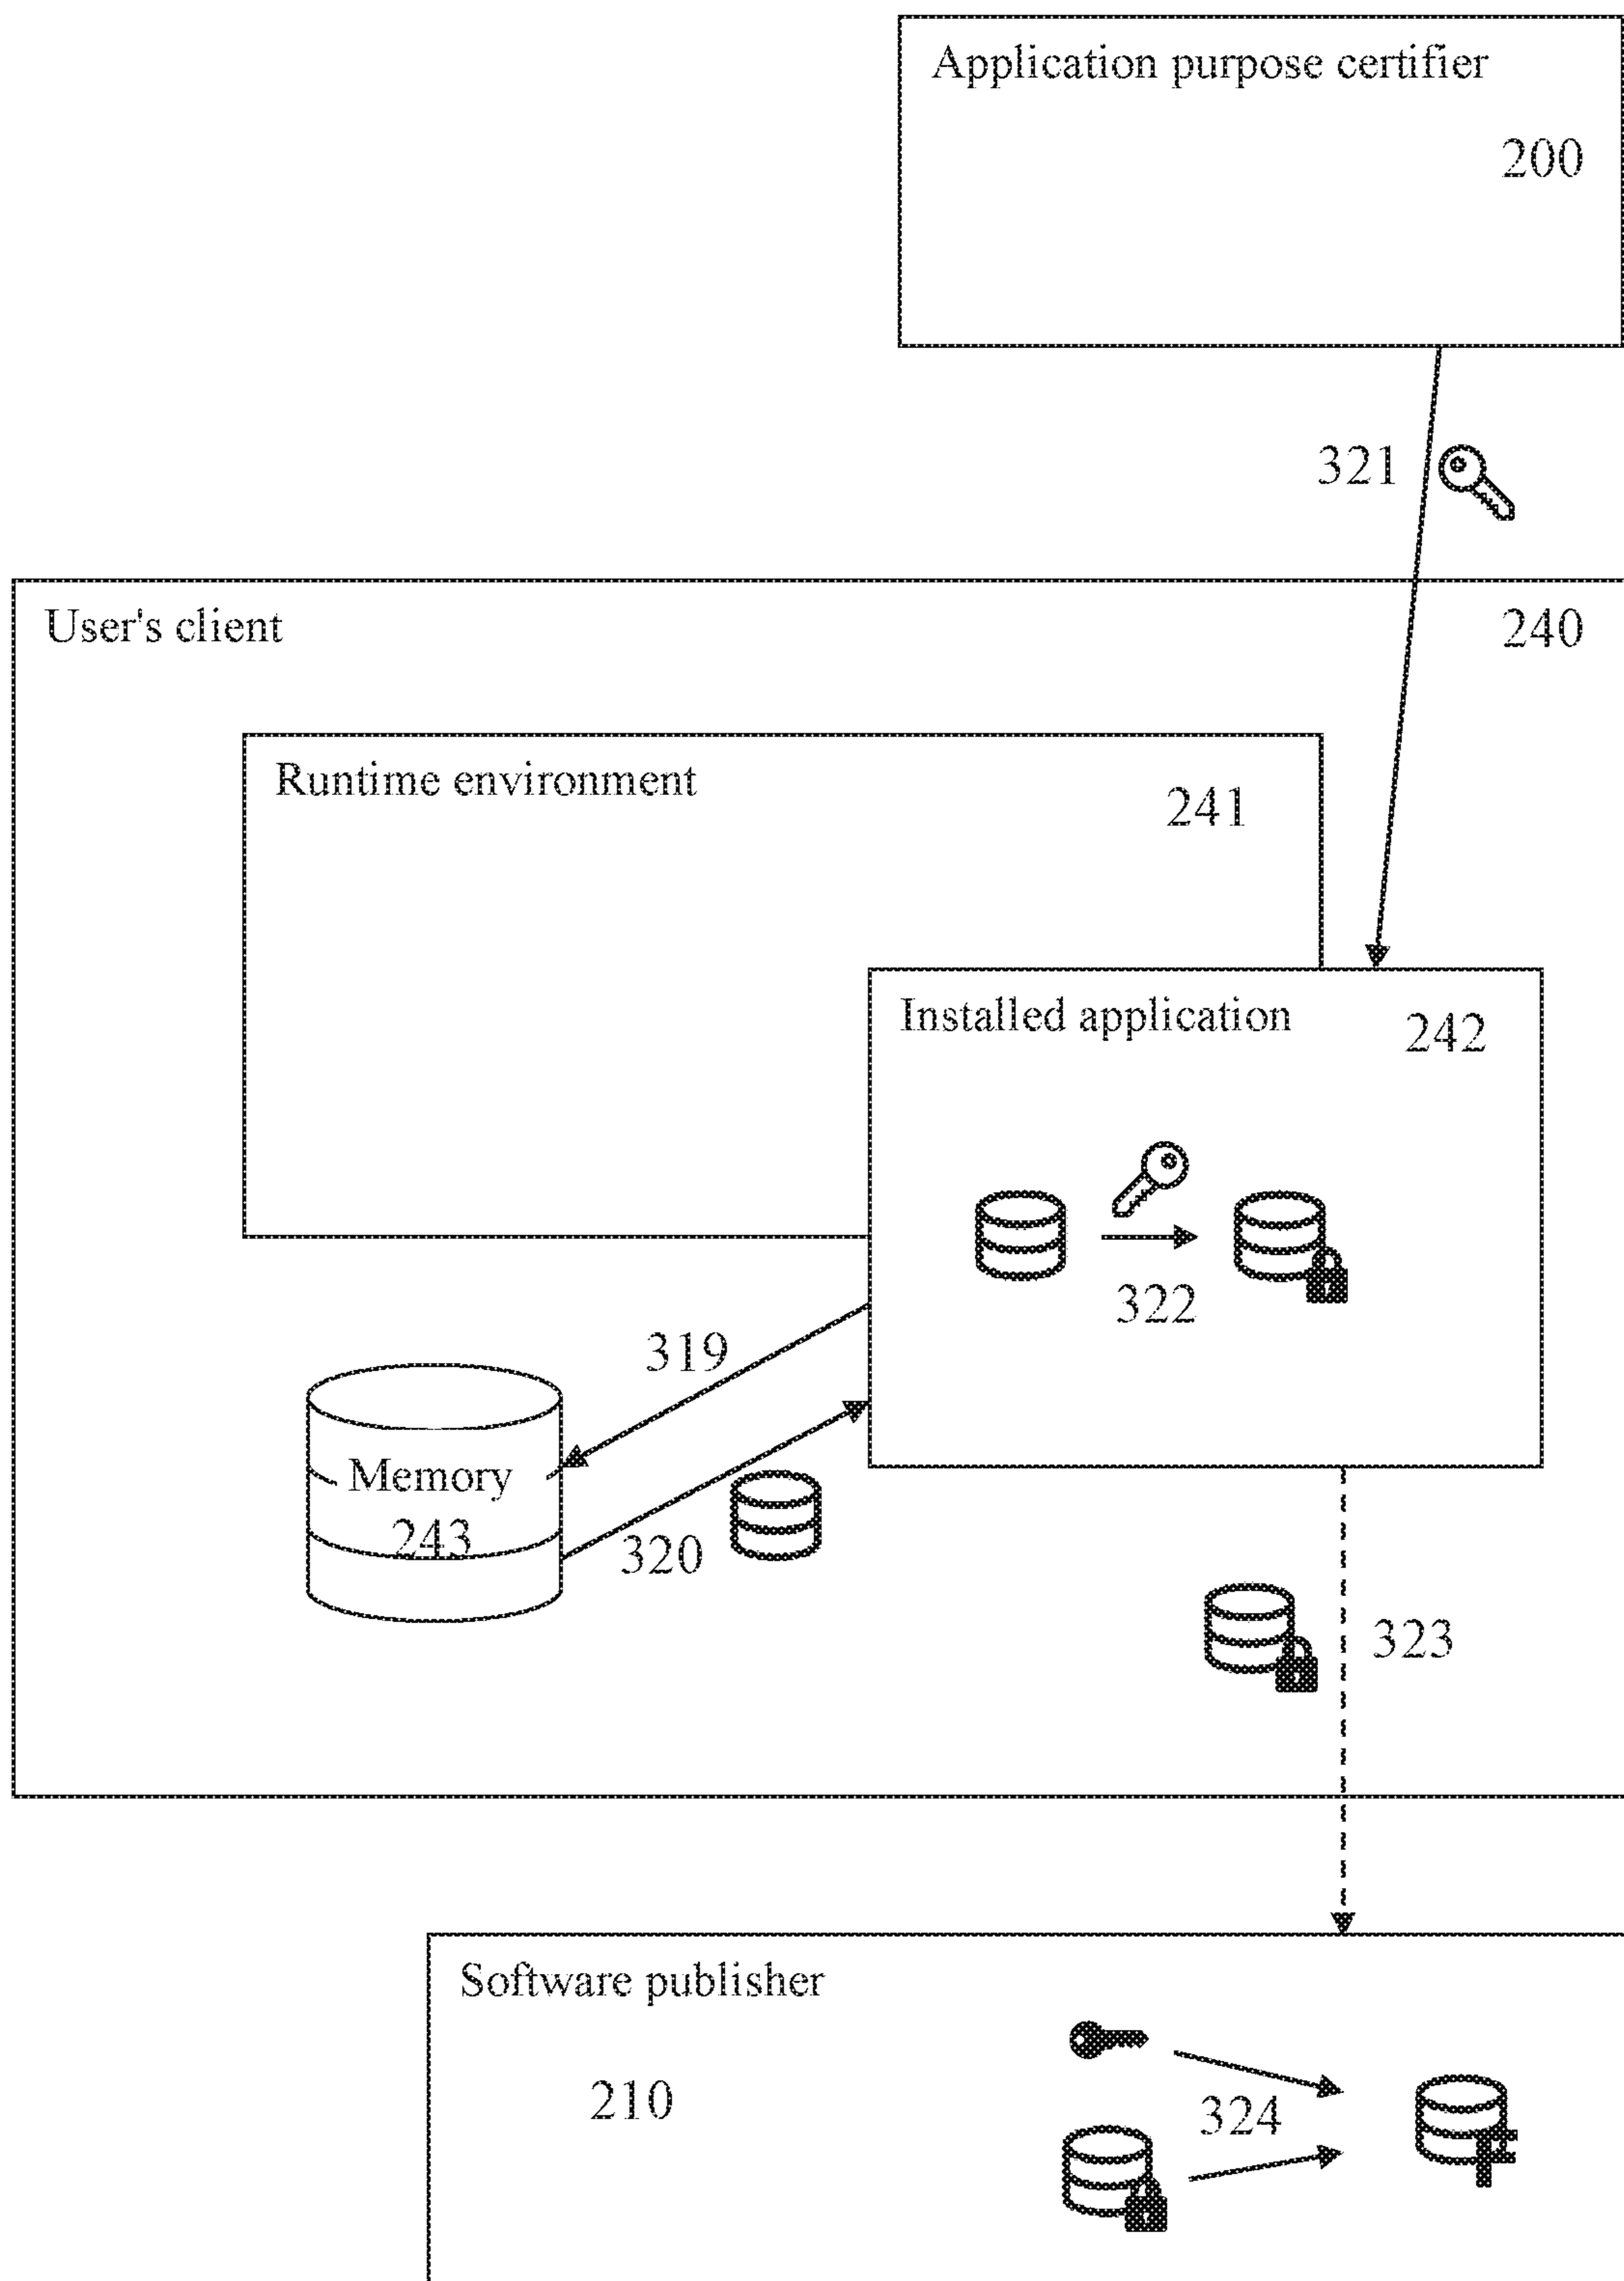 Application purpose certifier
200
321
User's client
240
Runtime environment
241
Installed application
242
322
319
Memory
243
320
323
Software publisher
210
324